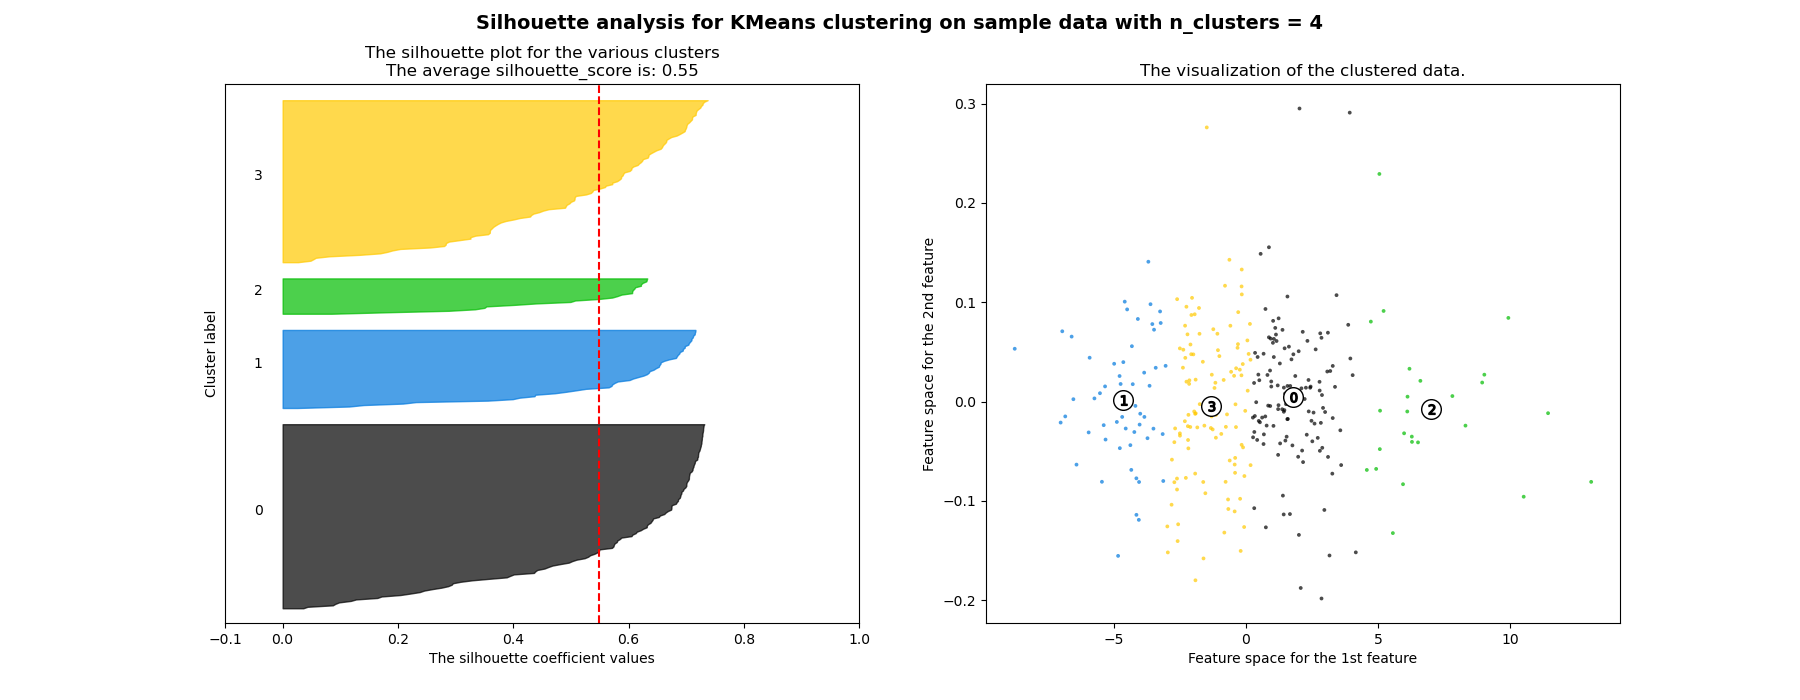 Silhouette analysis for KMeans clustering on sample data with n_clusters = 4
The silhouette plot for the various clusters
The average silhouette_score is: 0.55
Cluster label
3
2
1
0
−0.1 0.0 0.2 0.4 0.6 0.8 1.0
The silhouette coefficient values
The visualization of the clustered data.
Feature space for the 2nd feature
0.3
0.2
0.1
0.0
−0.1
−0.2
1 3 0 2
−5 0 5 10
Feature space for the 1st feature